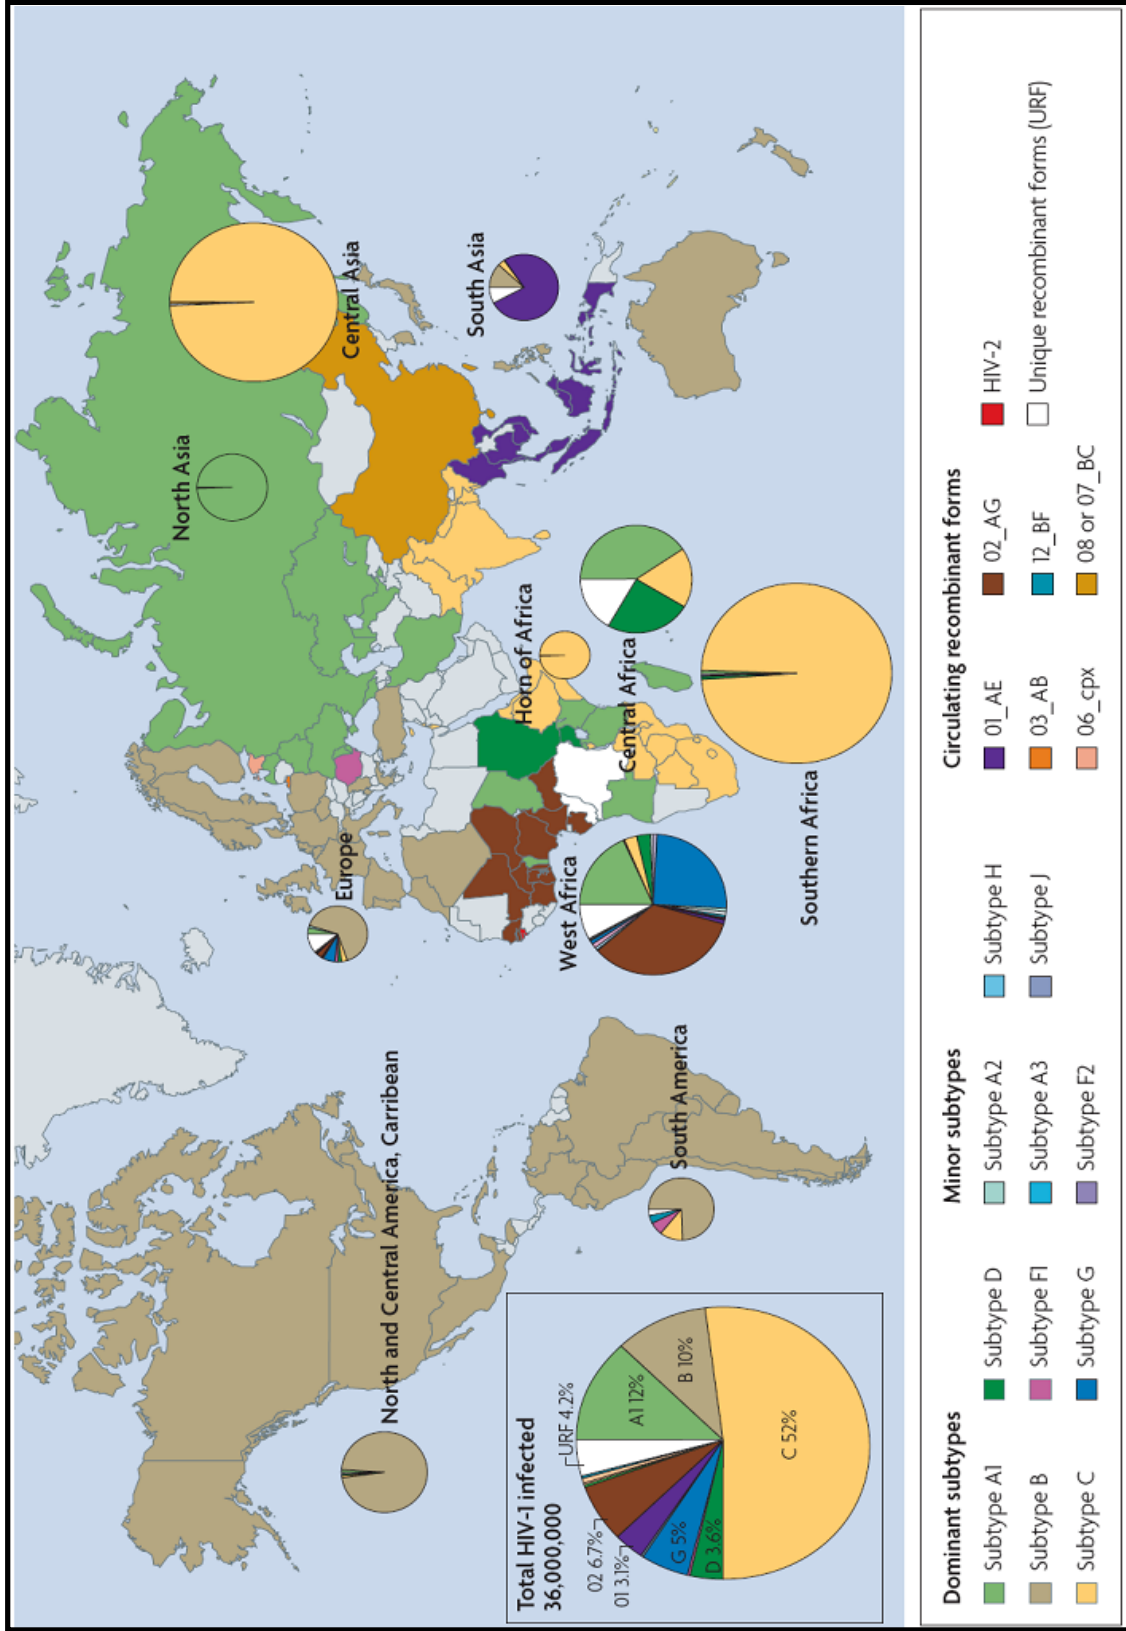 North and Central America, Carribean
South America
Europe
West Africa
Southern Africa
Central Africa
Horn of Africa
North Asia
Central Asia
South Asia
Total HIV-1 infected
36,000,000
URF 4.2%
A1 12%
B 10%
C 52%
D 3.6%
G 5%
01 3.1%
02 6.7%
Dominant subtypes
Subtype A1
Subtype D
Subtype B
Subtype F1
Subtype C
Subtype G
Minor subtypes
Subtype A2
Subtype H
Subtype A3
Subtype J
Subtype F2
Circulating recombinant forms
01_AE
02_AG
HIV-2
03_AB
12_BF
Unique recombinant forms (URF)
06_cpx
08 or 07_BC